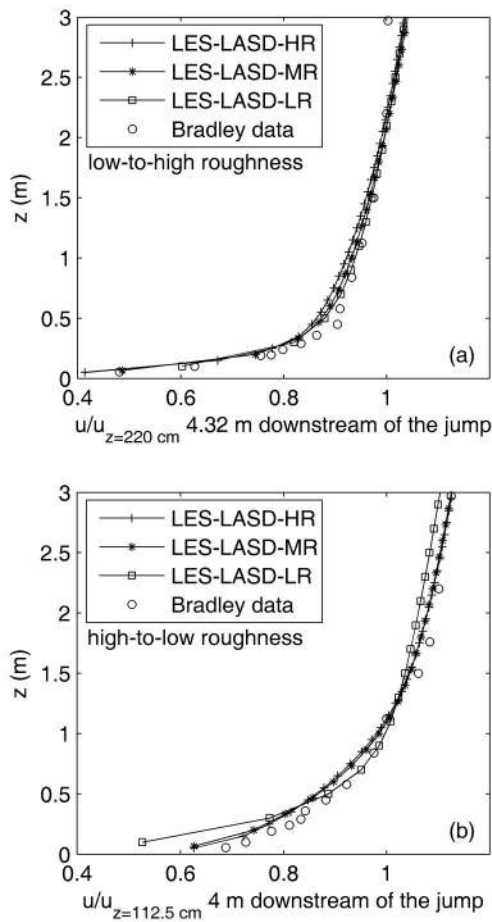 3
2.5
2
1.5
1
0.5
0
z (m)
LES-LASD-HR
LES-LASD-MR
LES-LASD-LR
Bradley data
low-to-high roughness
(a)
0.4 0.6 0.8 1
u/u z=220 cm 4.32 m downstream of the jump
3
2.5
2
1.5
1
0.5
0
z (m)
LES-LASD-HR
LES-LASD-MR
LES-LASD-LR
Bradley data
high-to-low roughness
(b)
0.4 0.6 0.8 1
u/u z=112.5 cm 4 m downstream of the jump